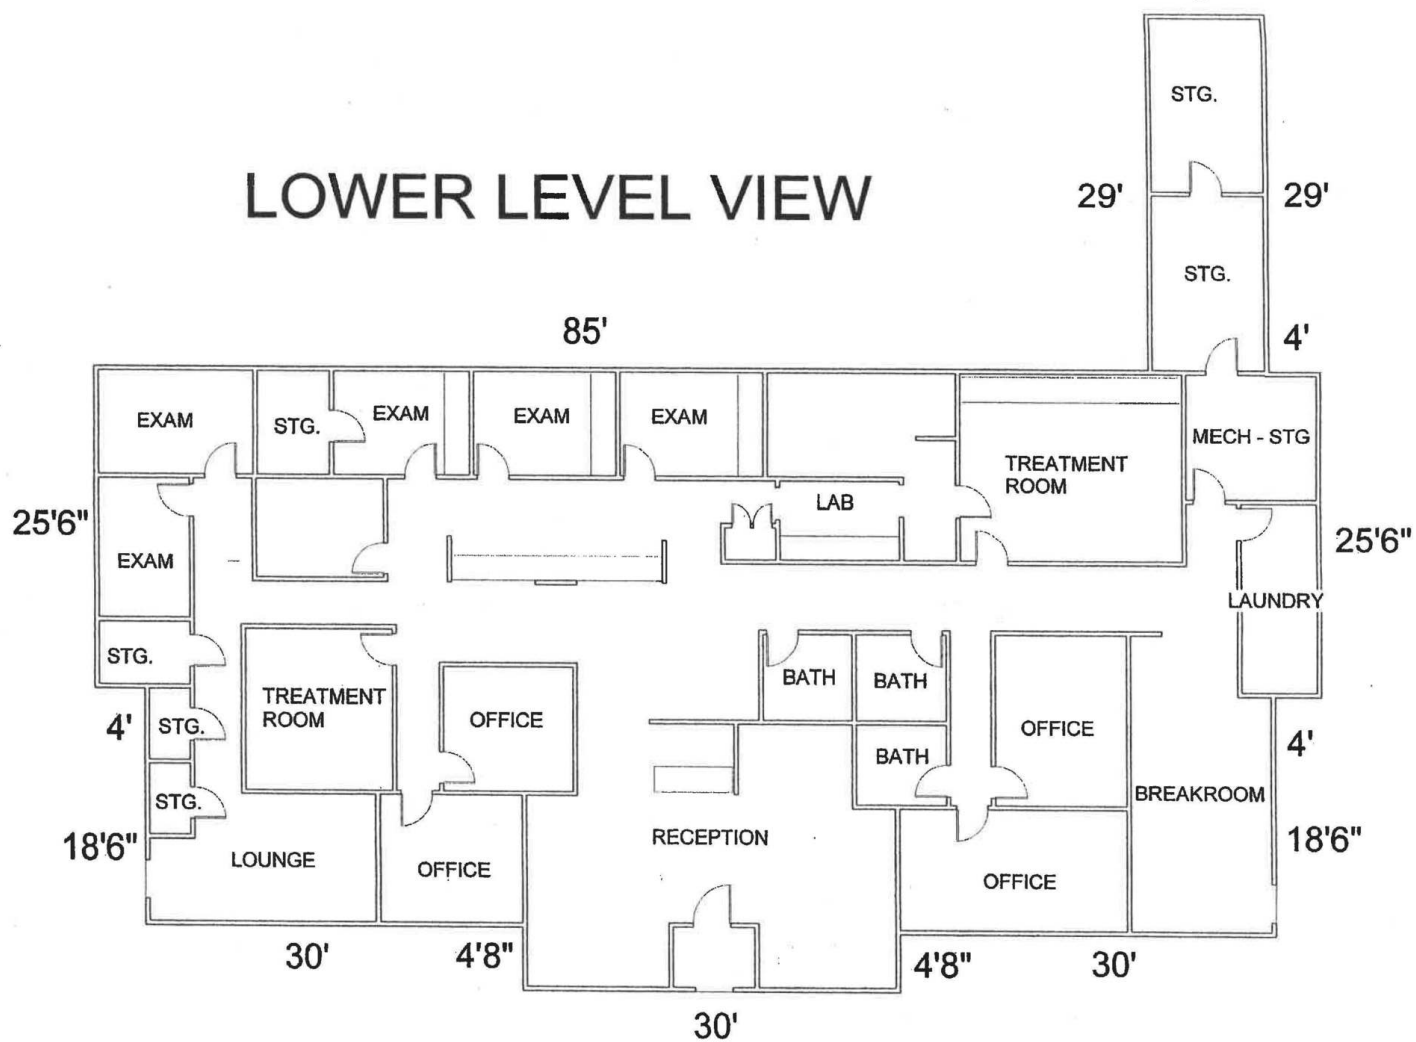 STG.
LOWER LEVEL VIEW
29'
29'
STG.
85'
4'
EXAM
STG.
EXAM
EXAM
EXAM
TREATMENT
ROOM
MECH - STG
LAB
25'6"
25'6"
EXAM
LAUNDRY
STG.
TREATMENT
ROOM
OFFICE
BATH
BATH
4'
STG.
OFFICE
4'
BATH
STG.
BREAKROOM
18'6"
LOUNGE
OFFICE
RECEPTION
OFFICE
18'6"
30'
4'8"
4'8"
30'
30'